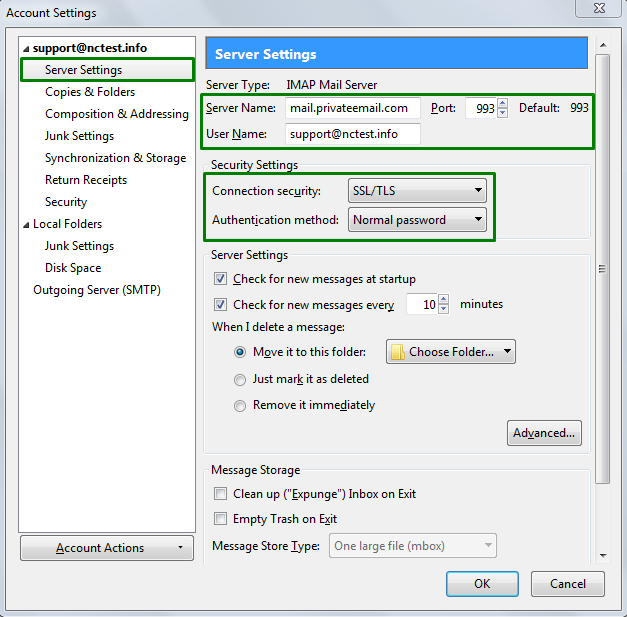 Account Settings
support@nctest.info
Server Settings
Copies & Folders
Composition & Addressing
Junk Settings
Synchronization & Storage
Return Receipts
Security
Local Folders
Junk Settings
Disk Space
Outgoing Server (SMTP)
Account Actions
Server Settings
Server Type: IMAP Mail Server
Server Name: mail.privateemail.com Port: 993 Default: 993
User Name: support@nctest.info
Security Settings
Connection security: SSL/TLS
Authentication method: Normal password
Server Settings
Check for new messages at startup
Check for new messages every 10 minutes
When I delete a message:
Move it to this folder: Choose Folder...
Just mark it as deleted
Remove it immediately
Advanced...
Message Storage
Clean up ("Expunge") Inbox on Exit
Empty Trash on Exit
Message Store Type: One large file (mbox)
OK Cancel